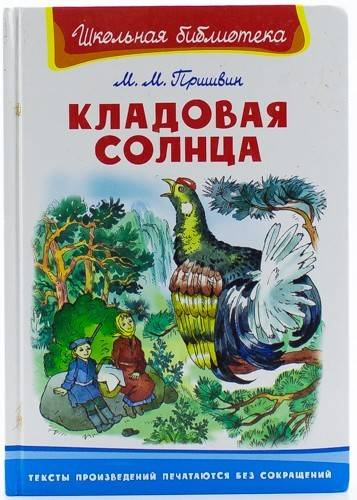 Школьная библиотека
М. М. Пришвин
КЛАДОВАЯ
СОЛНЦА
ТЕКСТЫ ПРОИЗВЕДЕНИЙ ПЕЧАТАЮТСЯ БЕЗ СОКРАЩЕНИЙ